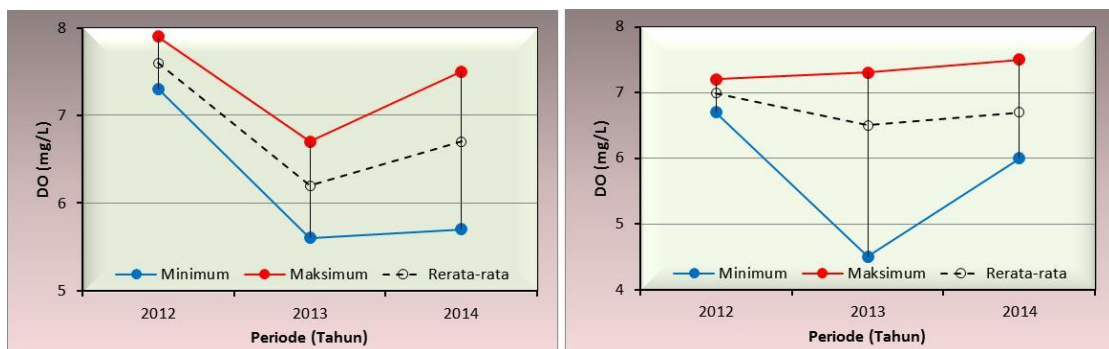 8
7
6
5
DO (mg/L)
Minimum Maksimum Rerata-rata
2012 2013 2014
Periode (Tahun)
8
7
6
5
4
DO (mg/L)
Minimum Maksimum Rerata-rata
2012 2013 2014
Periode (Tahun)